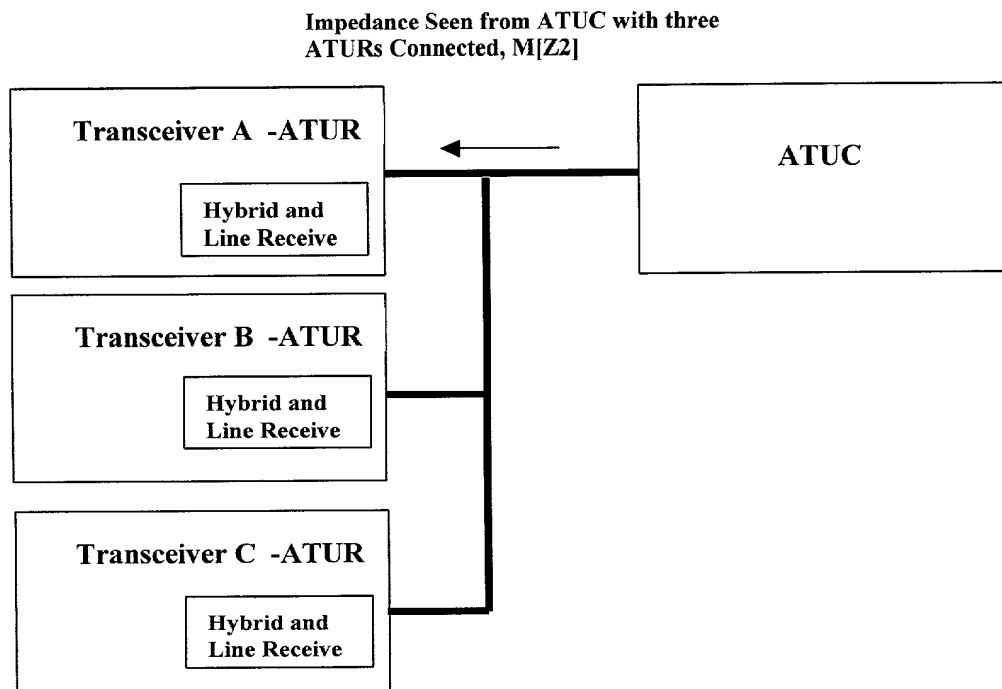 Impedance Seen from ATUC with three
ATURs Connected, M[Z2]
Transceiver A -ATUR
ATUC
Hybrid and
Line Receive
Transceiver B -ATUR
Hybrid and
Line Receive
Transceiver C -ATUR
Hybrid and
Line Receive